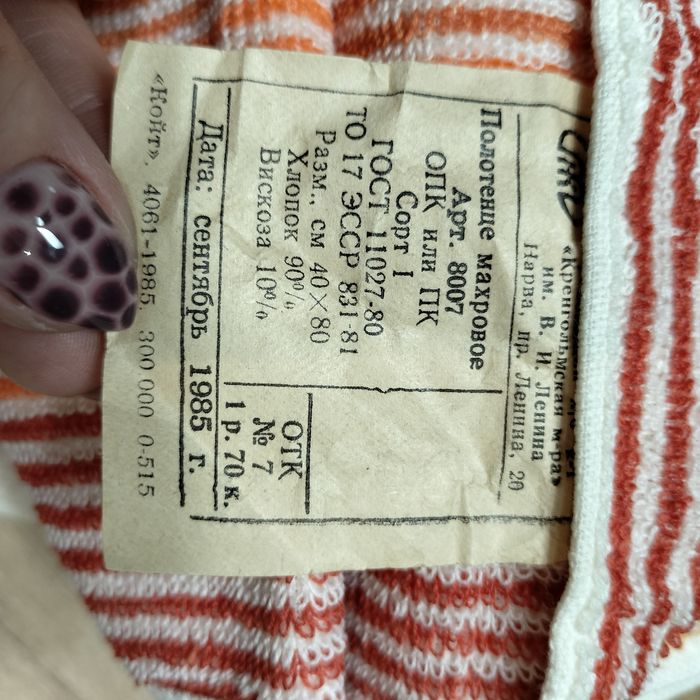 «Кренгольмская м-ра»
им. В. И. Ленина
Нарва, пр. Ленина, 20
Полотенце махровое
Арт. 8007
ОПК или ПК
Сорт I
ГОСТ 11027-80
ТО 17 ЭССР 831-81
Разм., см 40×80
Хлопок 90%
Вискоза 10%
ОТК
№ 7
1 р. 70 к.
Дата: сентябрь 1985 г.
«Койт». 4061-1985. 300 000 0-515